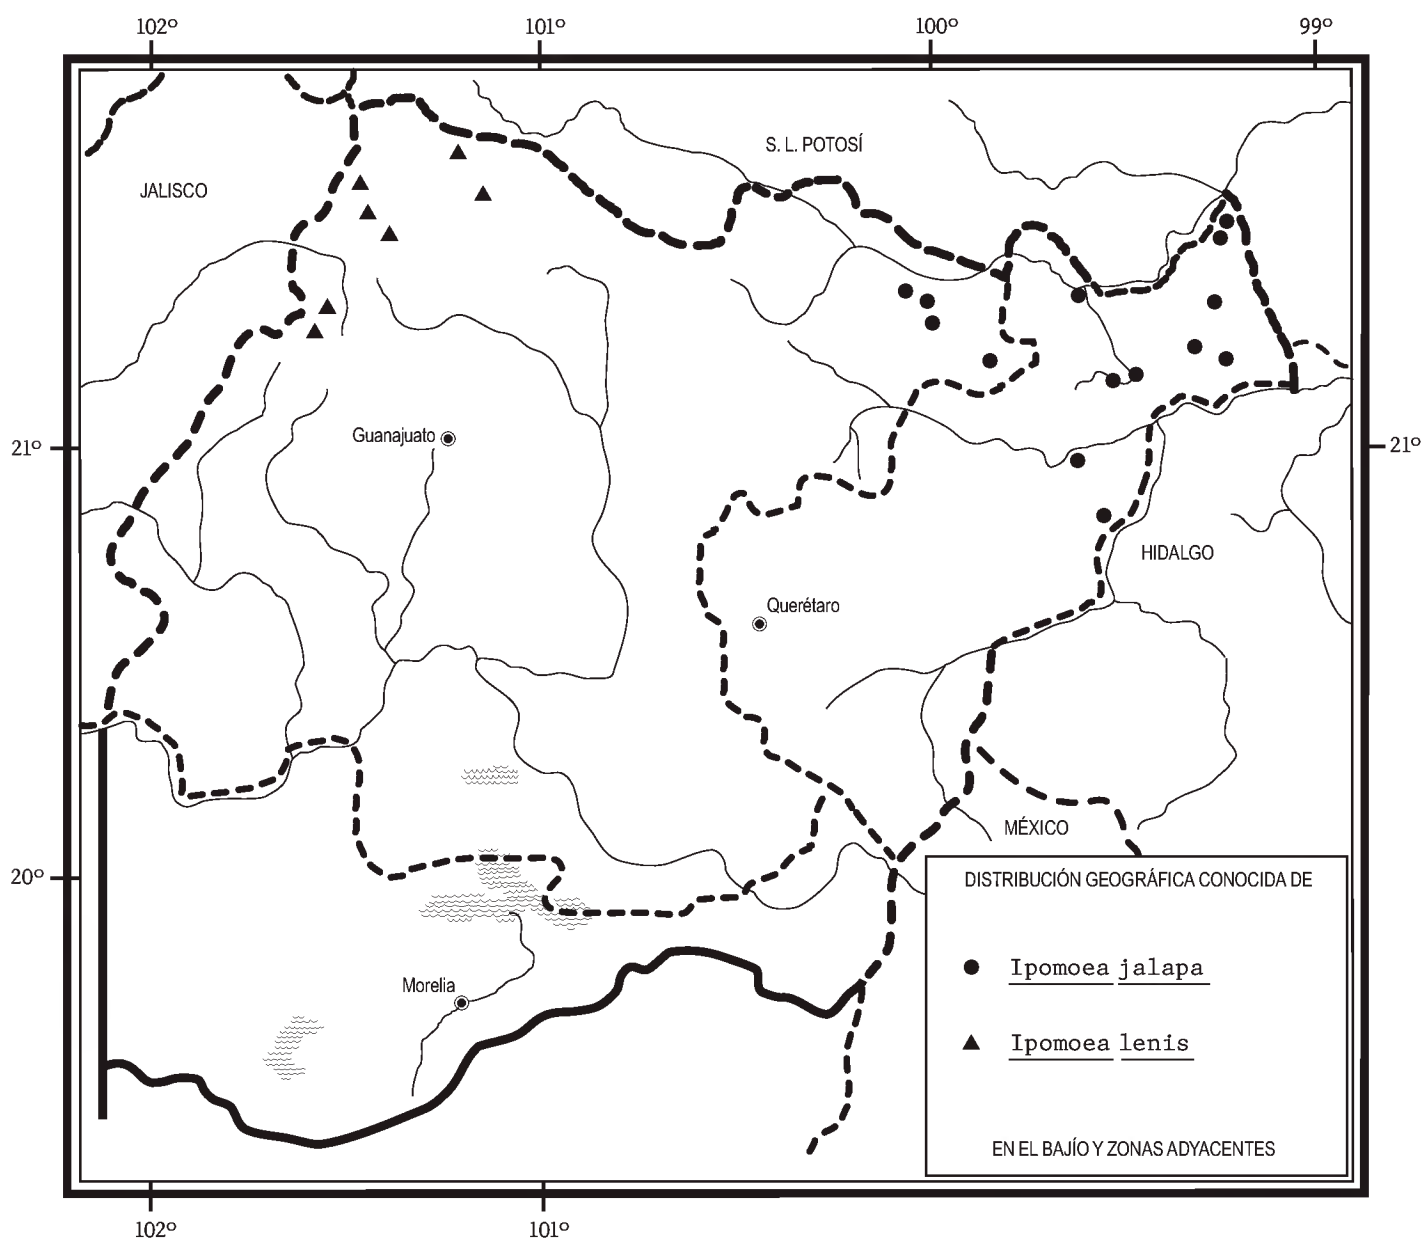 102º 101º 100º 99º
S. L. POTOSÍ
JALISCO
Guanajuato
21º
21º
HIDALGO
Querétaro
MÉXICO
20º
DISTRIBUCIÓN GEOGRÁFICA CONOCIDA DE
Ipomoea jalapa
Morelia
Ipomoea lenis
EN EL BAJÍO Y ZONAS ADYACENTES
102º 101º